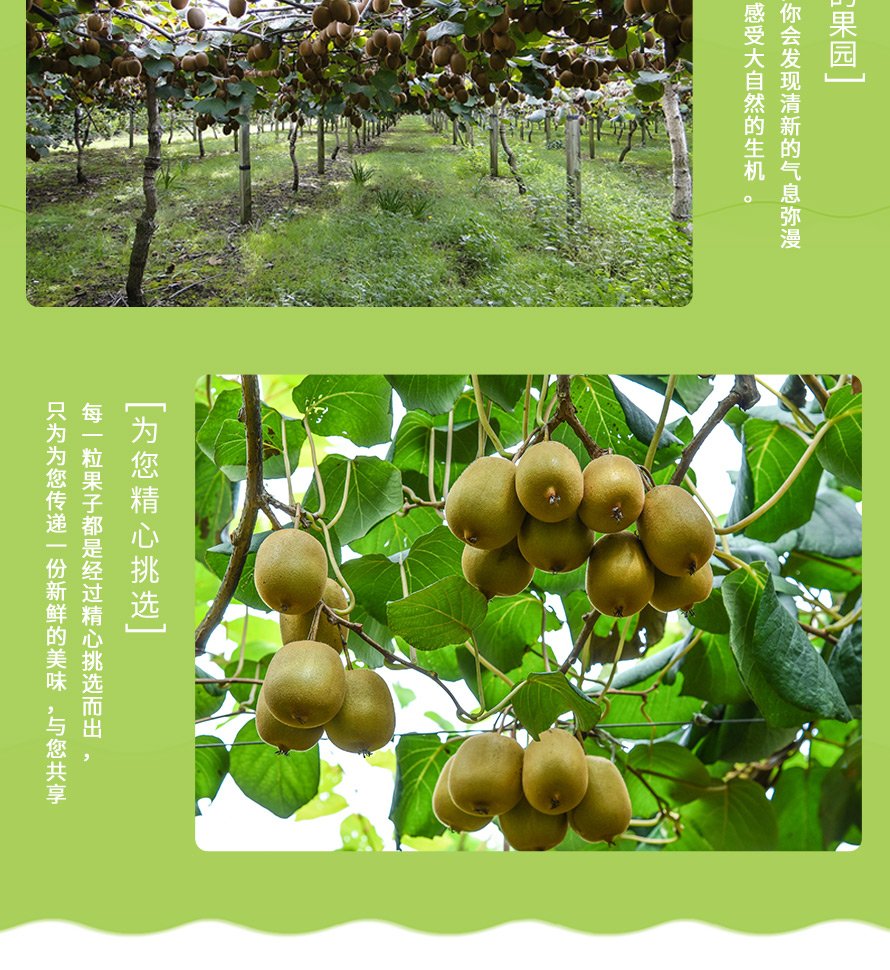 的果园]
你会发现清新的气息弥漫
感受大自然的生机。
[为您精心挑选]
每一粒果子都是经过精心挑选而出，
只为为您传递一份新鲜的美味，与您共享